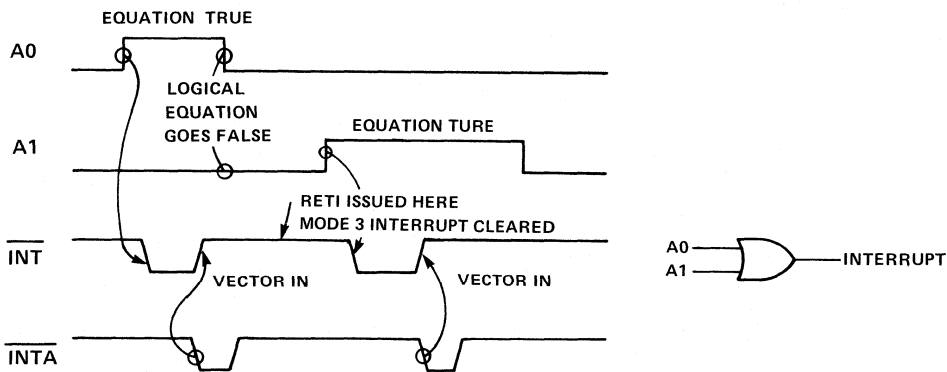 EQUATION TRUE
A0
LOGICAL
EQUATION
GOES FALSE
EQUATION TURE
A1
RETI ISSUED HERE
MODE 3 INTERRUPT CLEARED
INT
VECTOR IN
VECTOR IN
INTA
A0
A1
INTERRUPT